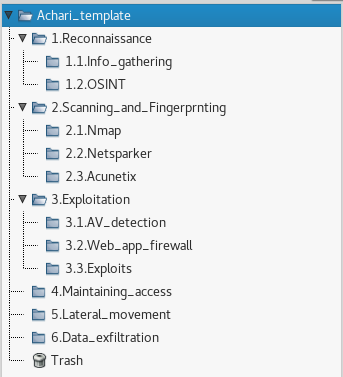 Achari_template
1.Reconnaissance
1.1.Info_gathering
1.2.OSINT
2.Scanning_and_Fingerprnting
2.1.Nmap
2.2.Netsparker
2.3.Acunetix
3.Exploitation
3.1.AV_detection
3.2.Web_app_firewall
3.3.Exploits
4.Maintaining_access
5.Lateral_movement
6.Data_exfiltration
Trash